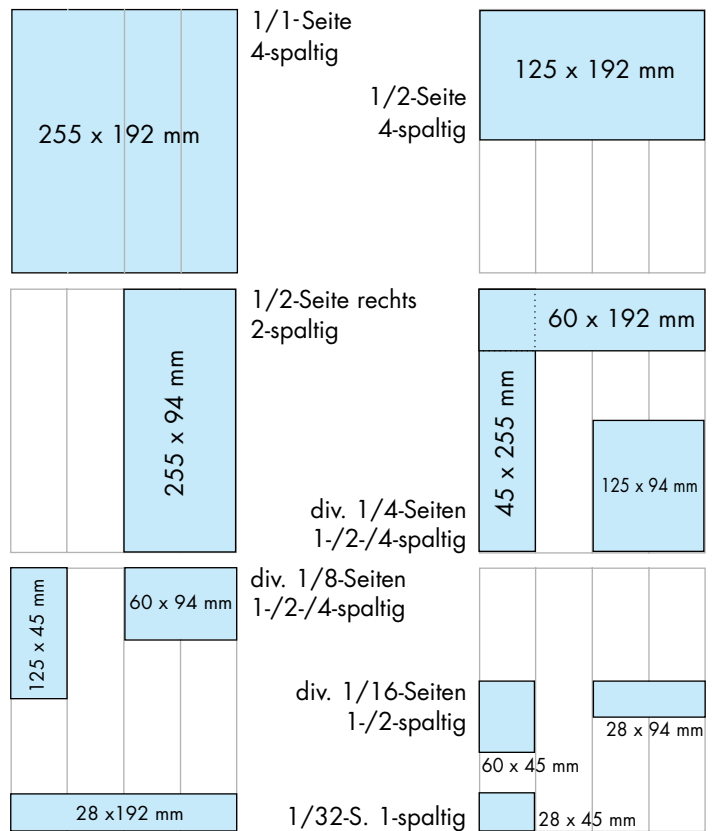 1/1-Seite
4-spaltig
255 x 192 mm
125 x 192 mm
1/2-Seite
4-spaltig
1/2-Seite rechts
2-spaltig
255 x 94 mm
60 x 192 mm
45 x 255 mm
125 x 94 mm
div. 1/4-Seiten
1-/2-/4-spaltig
div. 1/8-Seiten
1-/2-/4-spaltig
125 x 45 mm
60 x 94 mm
28 x192 mm
div. 1/16-Seiten
1-/2-spaltig
28 x 94 mm
60 x 45 mm
1/32-S. 1-spaltig
28 x 45 mm